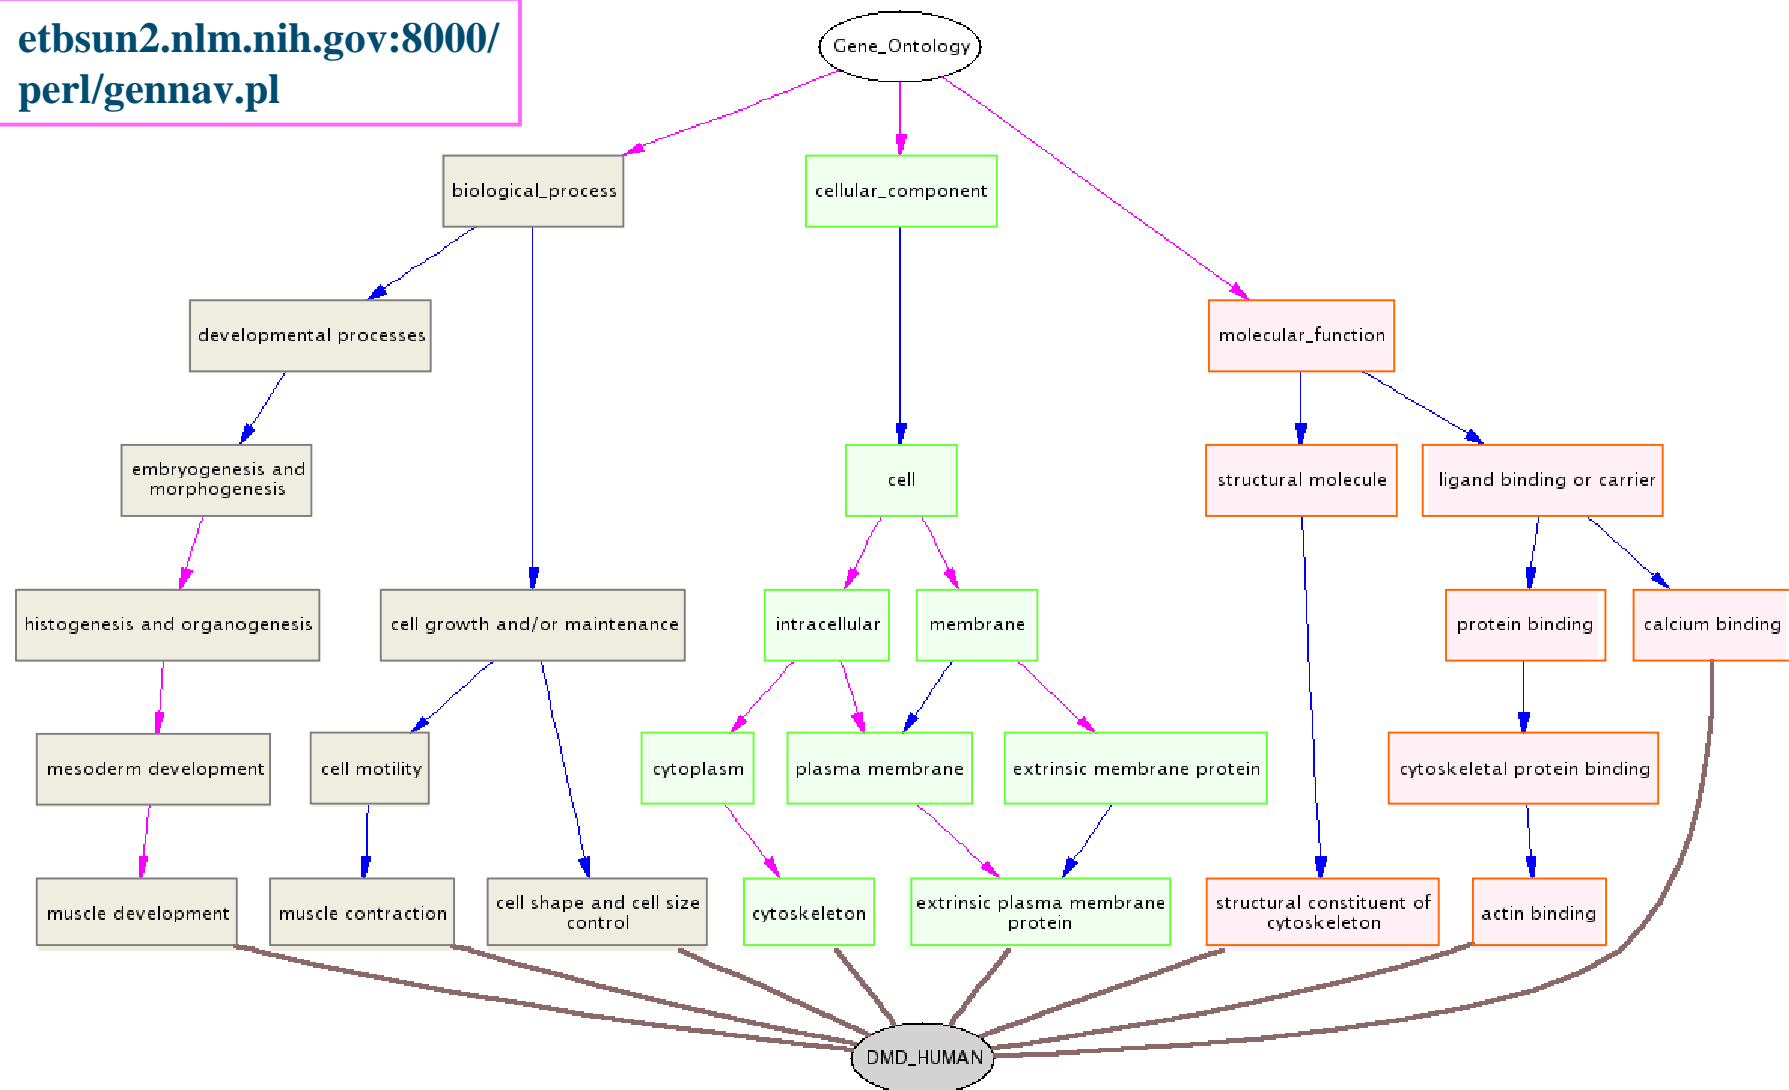 etbsun2.nlm.nih.gov:8000/
perl/gennav.pl
Gene_Ontology
biological_process
cellular_component
developmental processes
molecular_function
embryogenesis and
morphogenesis
cell
structural molecule
ligand binding or carrier
histogenesis and organogenesis
cell growth and/or maintenance
intracellular
membrane
protein binding
calcium binding
mesoderm development
cell motility
cytoplasm
plasma membrane
extrinsic membrane protein
cytoskeletal protein binding
muscle development
muscle contraction
cell shape and cell size
control
cytoskeleton
extrinsic plasma membrane
protein
structural constituent of
cytoskeleton
actin binding
DMD_HUMAN